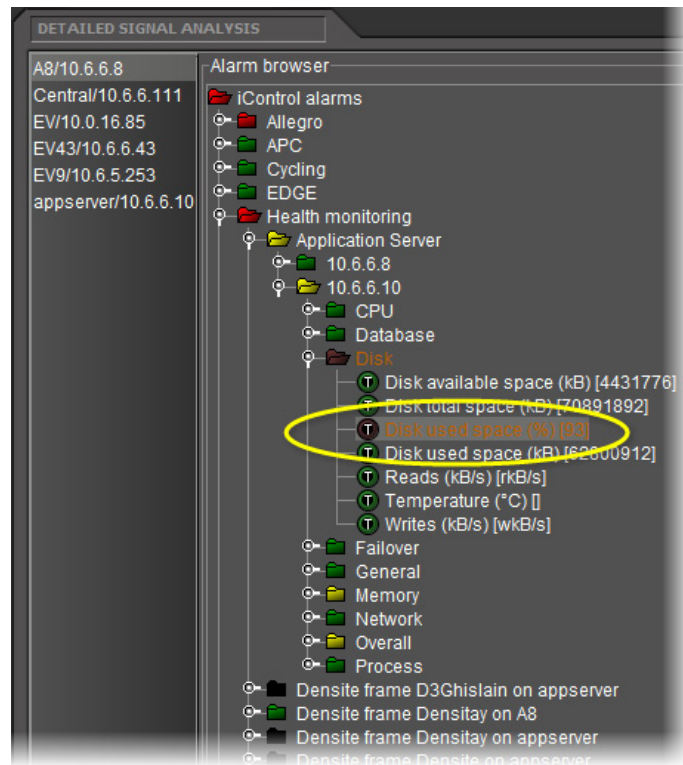 DETAILED SIGNAL ANALYSIS
A8/10.6.6.8
Central/10.6.6.111
EV/10.0.16.85
EV43/10.6.6.43
EV9/10.6.5.253
appserver/10.6.6.10
Alarm browser
iControl alarms
Allegro
APC
Cycling
EDGE
Health monitoring
Application Server
10.6.6.8
10.6.6.10
CPU
Database
Disk
T Disk available space (kB) [4431776]
T Disk total space (kB) [70891892]
T Disk used space (%) [93]
T Disk used space (kB) [62800912]
T Reads (kB/s) [rkB/s]
T Temperature (°C) []
T Writes (kB/s) [wkB/s]
Failover
General
Memory
Network
Overall
Process
Densite frame D3Ghislain on appserver
Densite frame Densitay on A8
Densite frame Densitay on appserver
Densite frame Densite on appserver